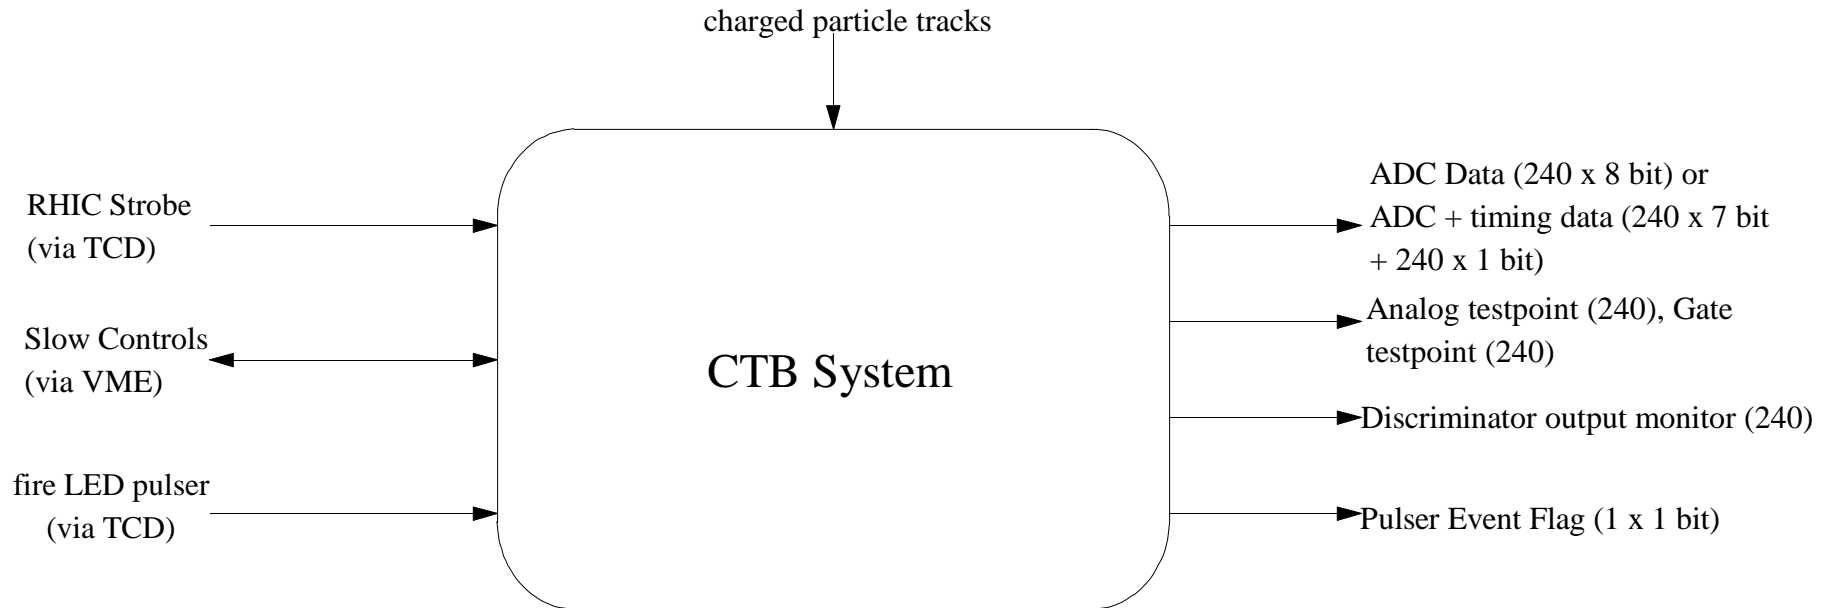 charged particle tracks
RHIC Strobe
(via TCD)
Slow Controls
(via VME)
fire LED pulser
(via TCD)
CTB System
ADC Data (240 x 8 bit) or
ADC + timing data (240 x 7 bit
+ 240 x 1 bit)
Analog testpoint (240), Gate
testpoint (240)
Discriminator output monitor (240)
Pulser Event Flag (1 x 1 bit)